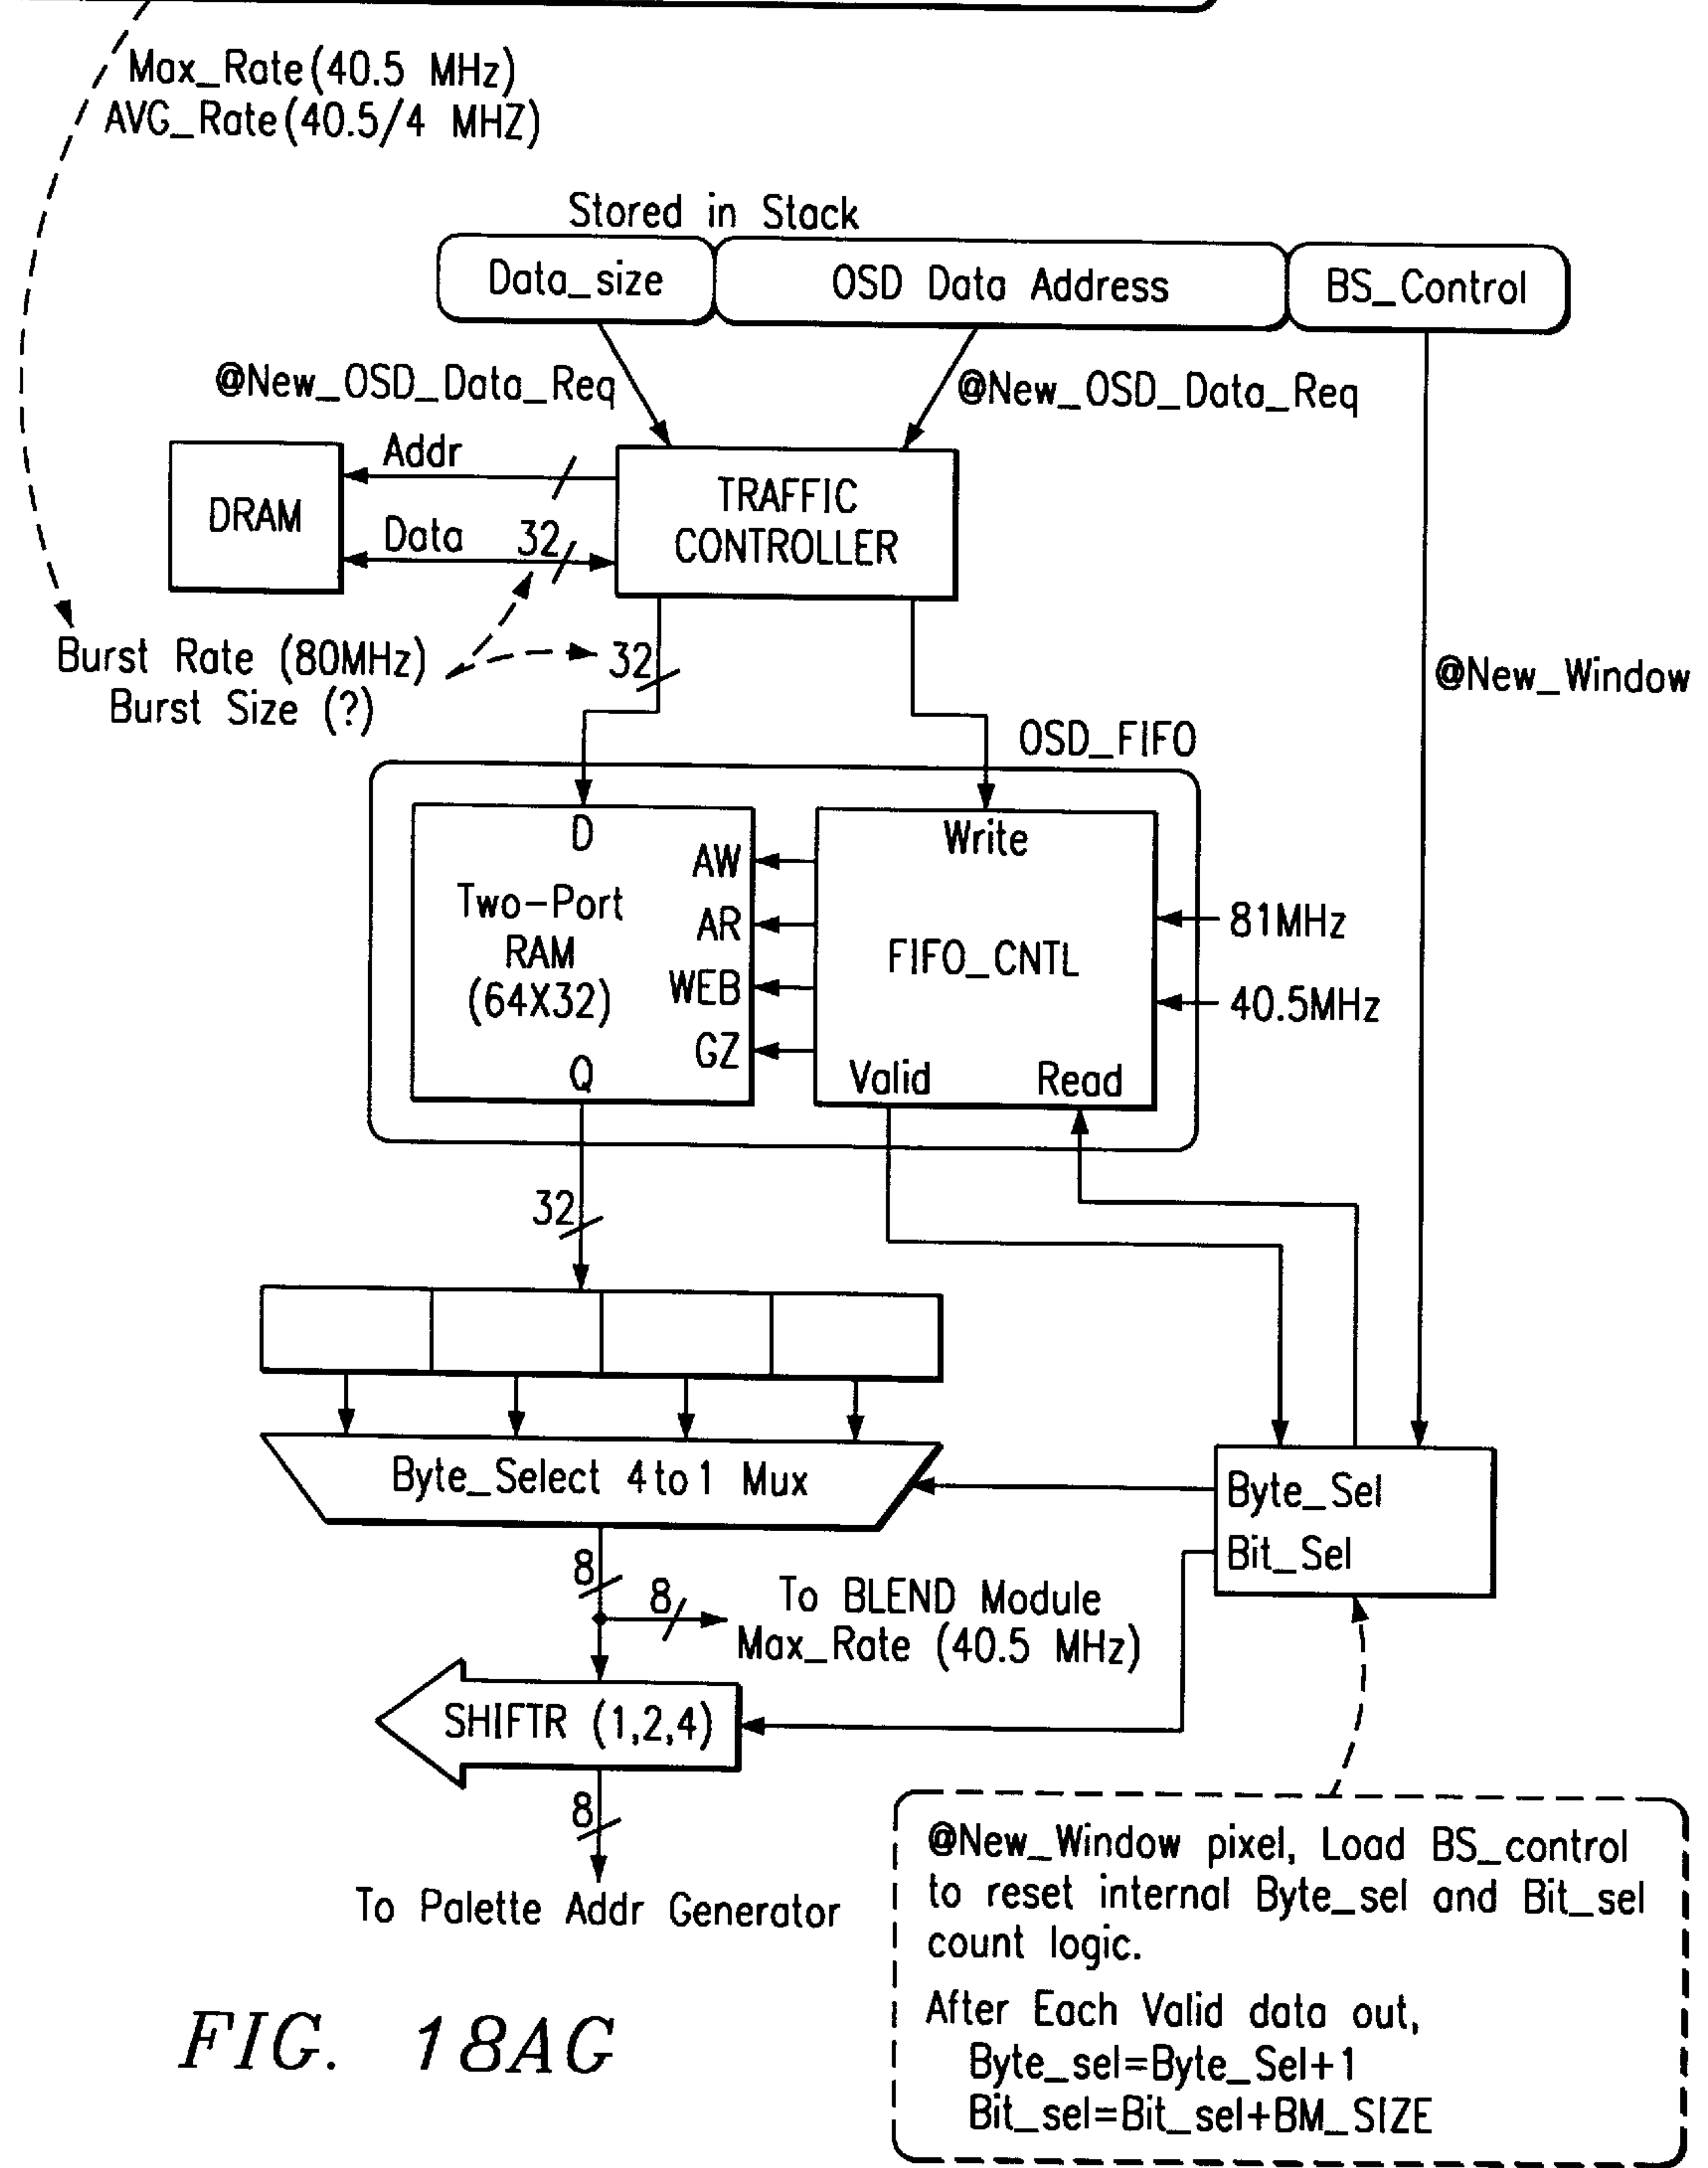 Max_Rate(40.5 MHz)
AVG_Rate(40.5/4 MHZ)
Stored in Stack
Data_size
OSD Data Address
BS_Control
@New_OSD_Data_Req
@New_OSD_Data_Req
Addr
DRAM
Data
32
TRAFFIC
CONTROLLER
Burst Rate (80MHz)
Burst Size (?)
32
@New_Window
OSD_FIFO
D
Write
AW
Two-Port
RAM
(64X32)
AR
WEB
GZ
FIFO_CNTL
81MHz
40.5MHz
Q
Valid
Read
32
Byte_Select 4to1 Mux
Byte_Sel
Bit_Sel
8
8
To BLEND Module
Max_Rate (40.5 MHz)
SHIFTR (1,2,4)
8
To Palette Addr Generator
@New_Window pixel, Load BS_control
to reset internal Byte_sel and Bit_sel
count logic.
After Each Valid data out,
Byte_sel=Byte_Sel+1
Bit_sel=Bit_sel+BM_SIZE
FIG. 18AG